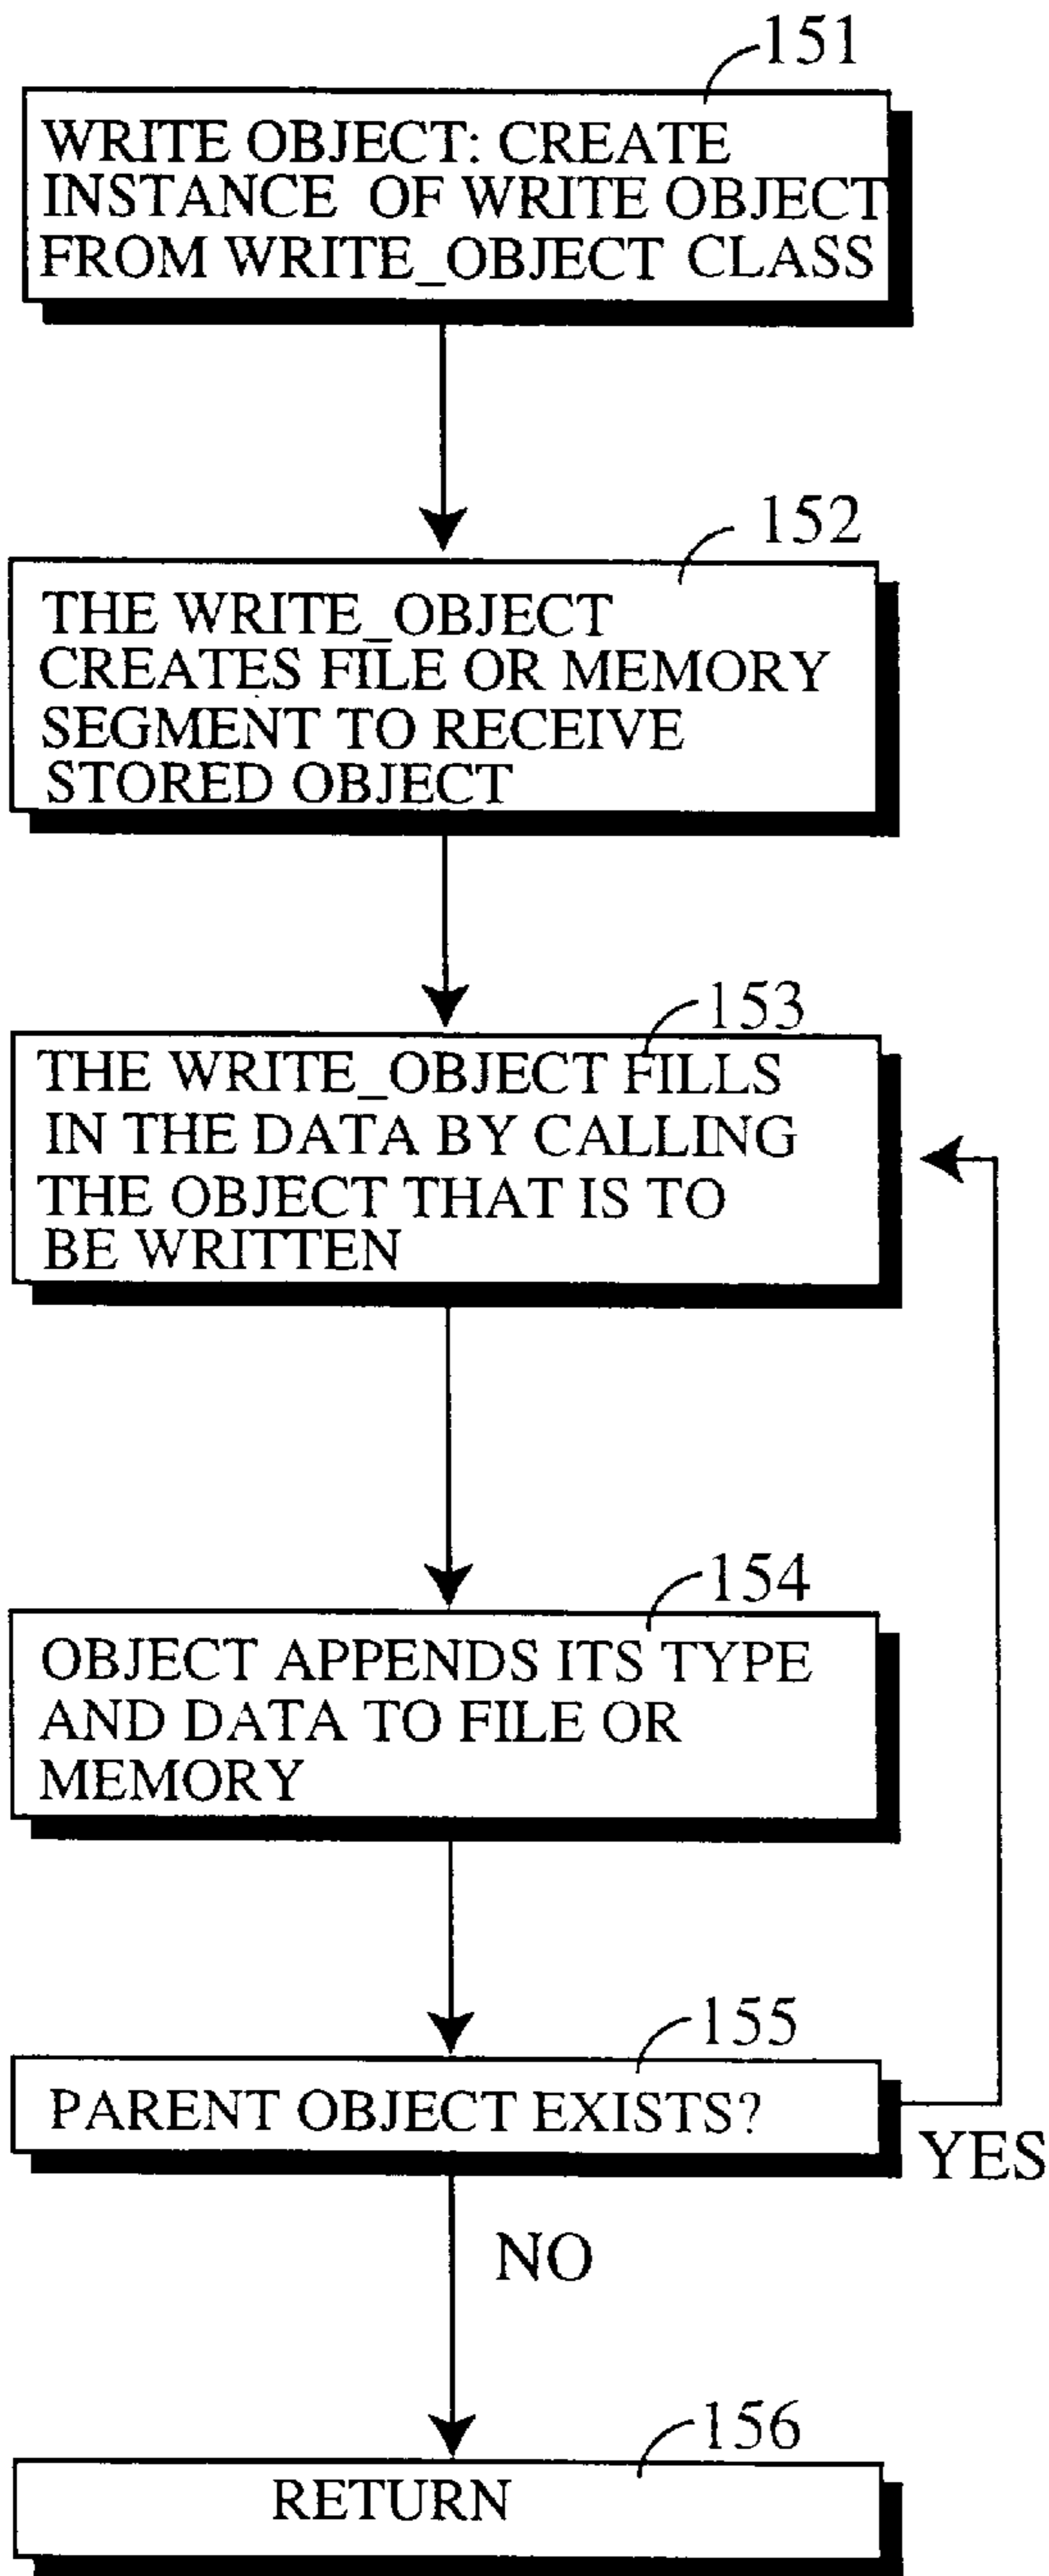 151
WRITE OBJECT: CREATE
INSTANCE OF WRITE OBJECT
FROM WRITE_OBJECT CLASS
152
THE WRITE_OBJECT
CREATES FILE OR MEMORY
SEGMENT TO RECEIVE
STORED OBJECT
153
THE WRITE_OBJECT FILLS
IN THE DATA BY CALLING
THE OBJECT THAT IS TO
BE WRITTEN
154
OBJECT APPENDS ITS TYPE
AND DATA TO FILE OR
MEMORY
155
PARENT OBJECT EXISTS?
YES
NO
156
RETURN